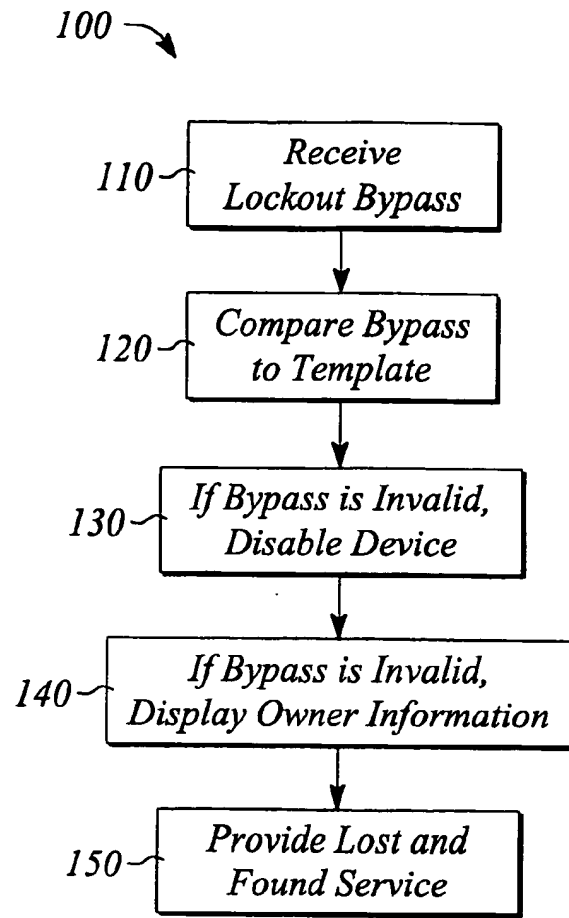 100
110
Receive
Lockout Bypass
120
Compare Bypass
to Template
130
If Bypass is Invalid,
Disable Device
140
If Bypass is Invalid,
Display Owner Information
150
Provide Lost and
Found Service